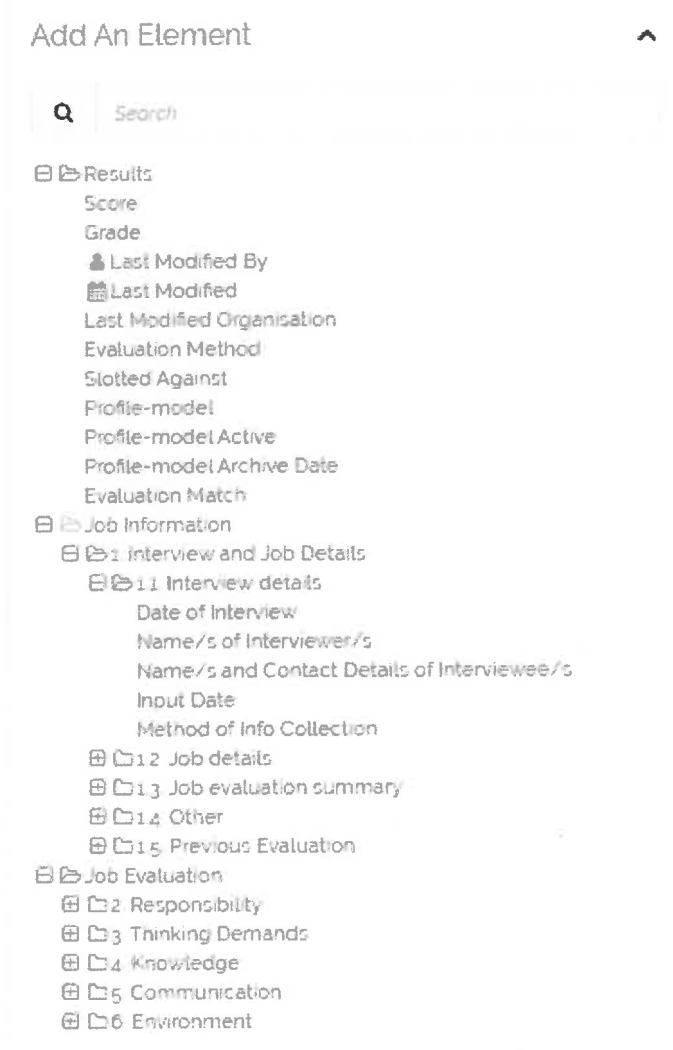 Add An Element
Search
Results
Score
Grade
Last Modified By
Last Modified
Last Modified Organisation
Evaluation Method
Slotted Against
Profile-model
Profile-model Active
Profile-model Archive Date
Evaluation Match
Job Information
1 Interview and Job Details
1.1 Interview details
Date of Interview
Name/s of Interviewer/s
Name/s and Contact Details of Interviewee/s
Input Date
Method of Info Collection
1.2 Job details
1.3 Job evaluation summary
1.4 Other
1.5 Previous Evaluation
Job Evaluation
2 Responsibility
3 Thinking Demands
4 Knowledge
5 Communication
6 Environment